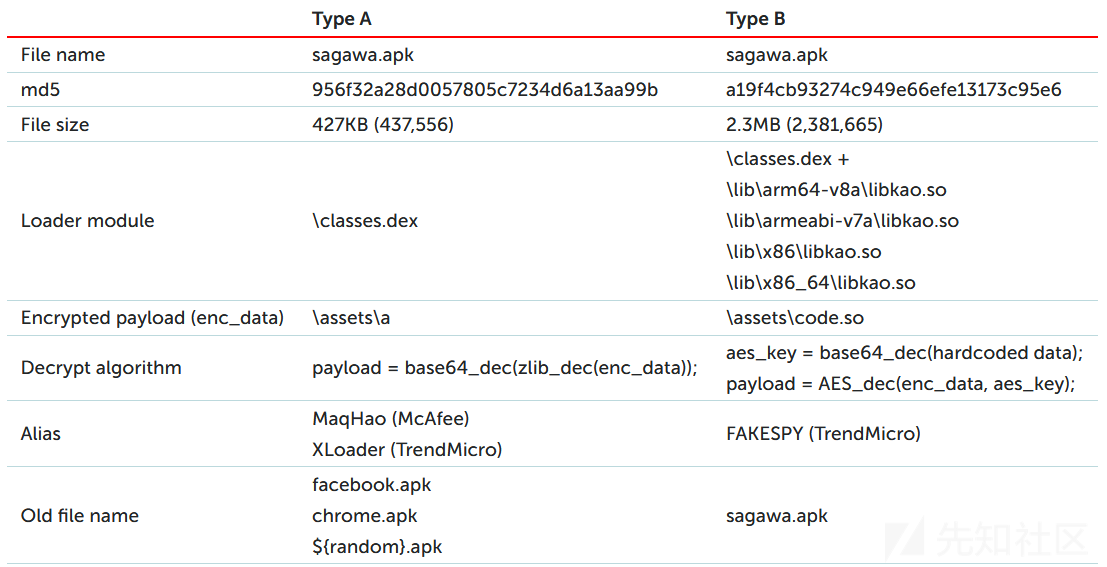 Type A Type B
File name sagawa.apk sagawa.apk
md5 956f32a28d0057805c7234d6a13aa99b a19f4cb93274c949e66efe13173c95e6
File size 427KB (437,556) 2.3MB (2,381,665)
Loader module \classes.dex \classes.dex +
\lib\arm64-v8a\libkao.so
\lib\armeabi-v7a\libkao.so
\lib\x86\libkao.so
\lib\x86_64\libkao.so
Encrypted payload (enc_data) \assets\a \assets\code.so
Decrypt algorithm payload = base64_dec(zlib_dec(enc_data)); aes_key = base64_dec(hardcoded data);
payload = AES_dec(enc_data, aes_key);
Alias MaqHao (McAfee) FAKESPY (TrendMicro)
XLoader (TrendMicro)
Old file name facebook.apk sagawa.apk
chrome.apk
${random}.apk
先知社区